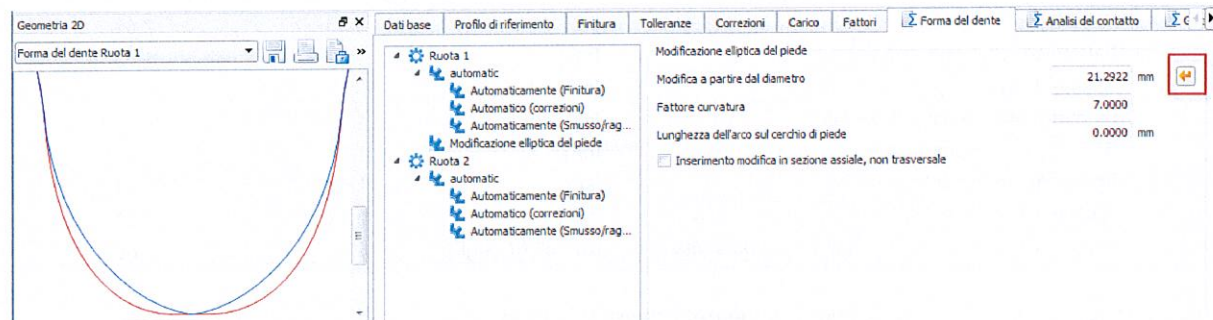 Geometria 2D
Forma del dente Ruota 1
»
Dati base
Profilo di riferimento
Finitura
Tolleranze
Correzioni
Carico
Fattori
Forma del dente
Analisi del contatto
Ruota 1
automatic
Automaticamente (Finitura)
Automatico (correzioni)
Automaticamente (Smusso/rag...
Modificazione elliptica del piede
Ruota 2
automatic
Automaticamente (Finitura)
Automatico (correzioni)
Automaticamente (Smusso/rag...
Modificazione elliptica del piede
Modifica a partire dal diametro 21.2922 mm
Fattore curvatura 7.0000
Lunghezza dell'arco sul cerchio di piede 0.0000 mm
Inserimento modifica in sezione assiale, non trasversale